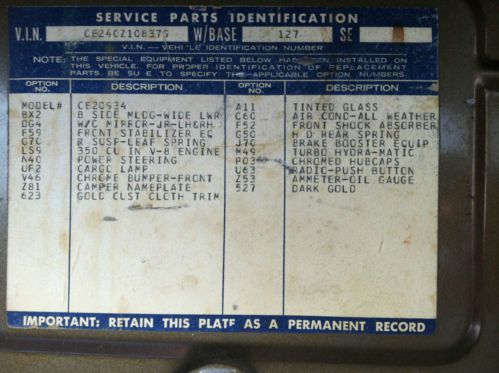 SERVICE PARTS IDENTIFICATION
V.I.N. CE240Z108370 W/BASE 127 SE
V.I.N. — VEHICLE IDENTIFICATION NUMBER
NOTE: THE SPECIAL EQUIPMENT LISTED BELOW HAS BEEN INSTALLED ON
THIS VEHICLE. FOR PROPER IDENTIFICATION OF REPLACEMENT
PARTS BE SURE TO SPECIFY THE APPLICABLE OPTION NUMBERS.
OPTION NO. DESCRIPTION OPTION NO. DESCRIPTION
MODEL# CE20934 A11 TINTED GLASS
BX2 B SIDE MLDG-WIDE LWR C60 AIR COND-ALL WEATHER
DG4 W/C MIRROR-JR-LH&RH F52 FRONT SHOCK ABSORBER
F59 FRONT STABILIZER EQ G50 H D REAR SPRING
G70 R SUSP-LEAF SPRING J70 BRAKE BOOSTER EQUIP
LS9 350 CU IN V-8 ENGINE M49 TURBO HYDRA-MATIC
N40 POWER STEERING P03 CHROMED HUBCAPS
UF2 CARGO LAMP U63 RADIO-PUSH BUTTON
V46 CHROME BUMPER-FRONT Z53 AMMETER-OIL GAUGE
Z81 CAMPER NAMEPLATE 527 DARK GOLD
623 GOLD CUST CLOTH TRIM
IMPORTANT: RETAIN THIS PLATE AS A PERMANENT RECORD